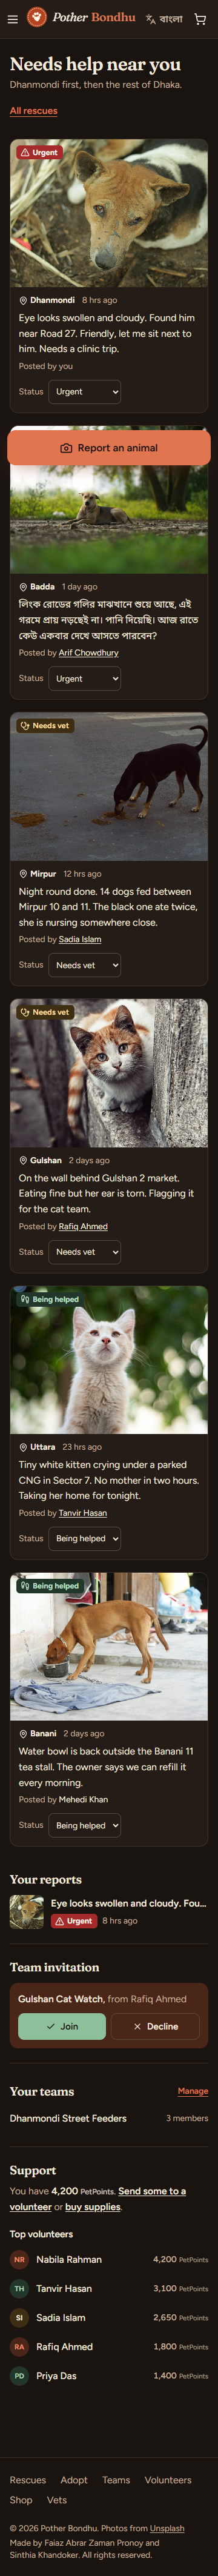 Pother Bondhu
বাংলা
Needs help near you
Dhanmondi first, then the rest of Dhaka.
All rescues
Urgent
Dhanmondi 8 hrs ago
Eye looks swollen and cloudy. Found him
near Road 27. Friendly, let me sit next to
him. Needs a clinic trip.
Posted by you
Status Urgent
Report an animal
Badda 1 day ago
লিংক রোডের গলির মাঝখানে শুয়ে আছে, এই
গরমে প্রায় নড়ছেই না। পানি দিয়েছি। আজ রাতে
কেউ একবার দেখে আসতে পারবেন?
Posted by Arif Chowdhury
Status Urgent
Needs vet
Mirpur 12 hrs ago
Night round done. 14 dogs fed between
Mirpur 10 and 11. The black one ate twice,
she is nursing somewhere close.
Posted by Sadia Islam
Status Needs vet
Needs vet
Gulshan 2 days ago
On the wall behind Gulshan 2 market.
Eating fine but her ear is torn. Flagging it
for the cat team.
Posted by Rafiq Ahmed
Status Needs vet
Being helped
Uttara 23 hrs ago
Tiny white kitten crying under a parked
CNG in Sector 7. No mother in two hours.
Taking her home for tonight.
Posted by Tanvir Hasan
Status Being helped
Being helped
Banani 2 days ago
Water bowl is back outside the Banani 11
tea stall. The owner says we can refill it
every morning.
Posted by Mehedi Khan
Status Being helped
Your reports
Eye looks swollen and cloudy. Fou...
Urgent 8 hrs ago
Team invitation
Gulshan Cat Watch, from Rafiq Ahmed
Join Decline
Your teams Manage
Dhanmondi Street Feeders 3 members
Support
You have 4,200 PetPoints. Send some to a
volunteer or buy supplies.
Top volunteers
NR Nabila Rahman 4,200 PetPoints
TH Tanvir Hasan 3,100 PetPoints
SI Sadia Islam 2,650 PetPoints
RA Rafiq Ahmed 1,800 PetPoints
PD Priya Das 1,400 PetPoints
Rescues Adopt Teams Volunteers
Shop Vets
© 2026 Pother Bondhu. Photos from Unsplash
Made by Faiaz Abrar Zaman Pronoy and
Sinthia Khandoker. All rights reserved.